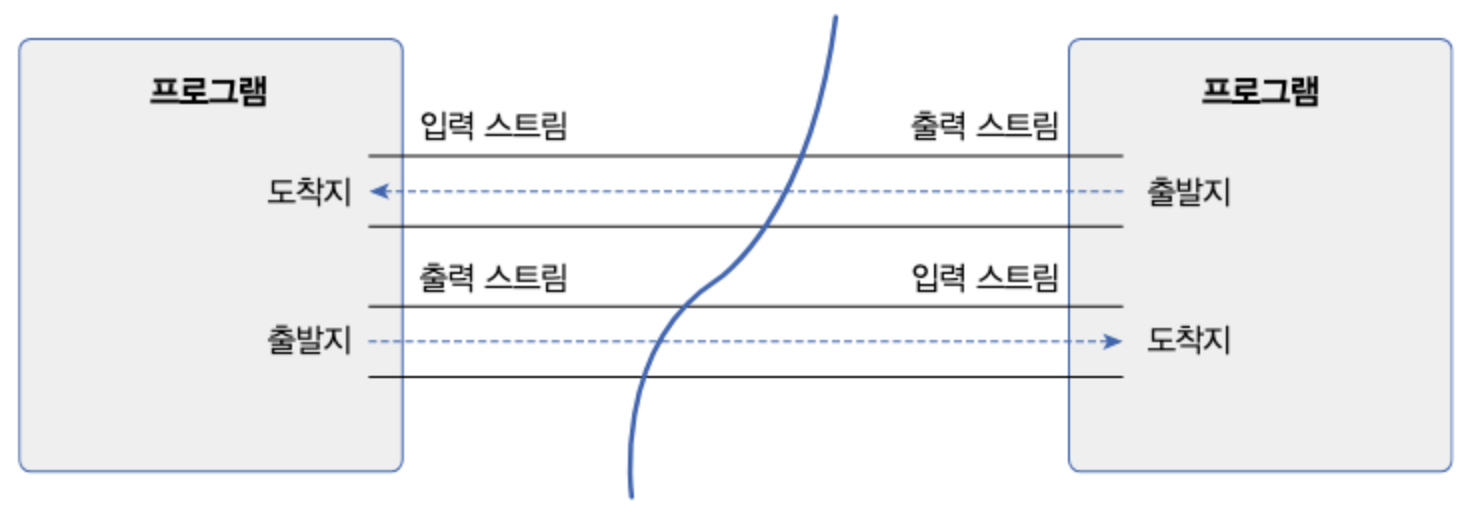 프로그램 프로그램
입력 스트림 출력 스트림
도착지 출발지
출력 스트림 입력 스트림
출발지 도착지